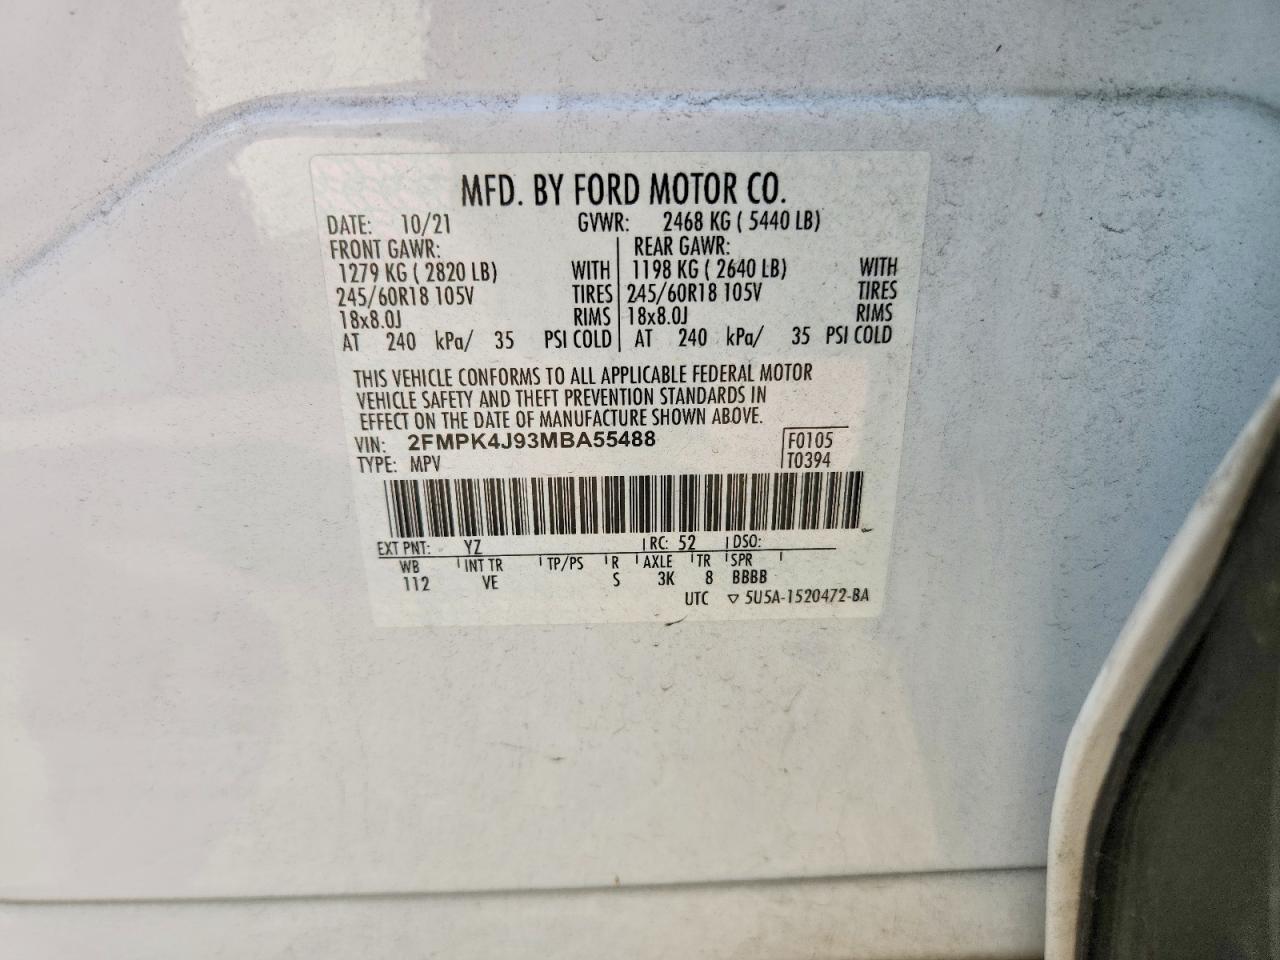 MFD. BY FORD MOTOR CO.
DATE: 10/21 GVWR: 2468 KG ( 5440 LB)
FRONT GAWR: REAR GAWR:
1279 KG ( 2820 LB) WITH 1198 KG ( 2640 LB) WITH
245/60R18 105V TIRES 245/60R18 105V TIRES
18x8.0J RIMS 18x8.0J RIMS
AT 240 kPa/ 35 PSI COLD AT 240 kPa/ 35 PSI COLD
THIS VEHICLE CONFORMS TO ALL APPLICABLE FEDERAL MOTOR
VEHICLE SAFETY AND THEFT PREVENTION STANDARDS IN
EFFECT ON THE DATE OF MANUFACTURE SHOWN ABOVE.
VIN: 2FMPK4J93MBA55488 F0105
TYPE: MPV T0394
EXT PNT: YZ RC: 52 DSO:
WB INT TR TP/PS R AXLE TR SPR
112 VE S 3K 8 BBBB
UTC ▽ 5U5A-1520472-BA